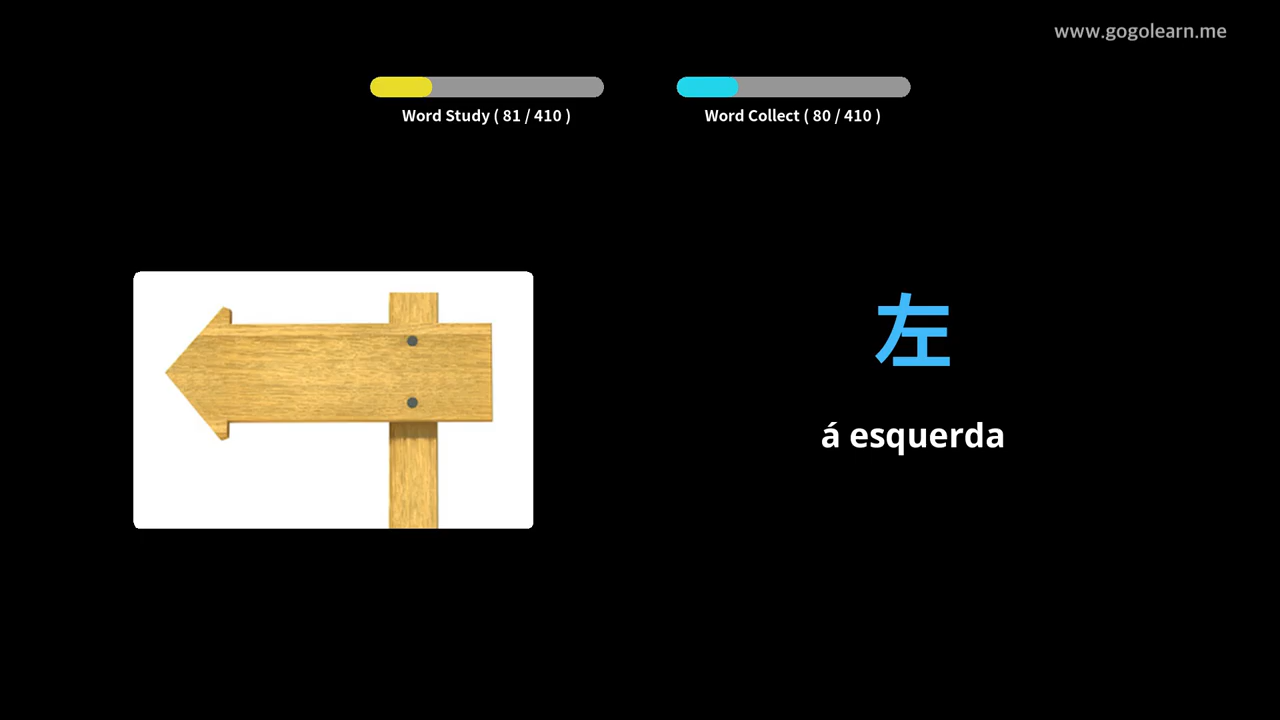 www.gogolearn.me
Word Study ( 81 / 410 )
Word Collect ( 80 / 410 )
左
á esquerda